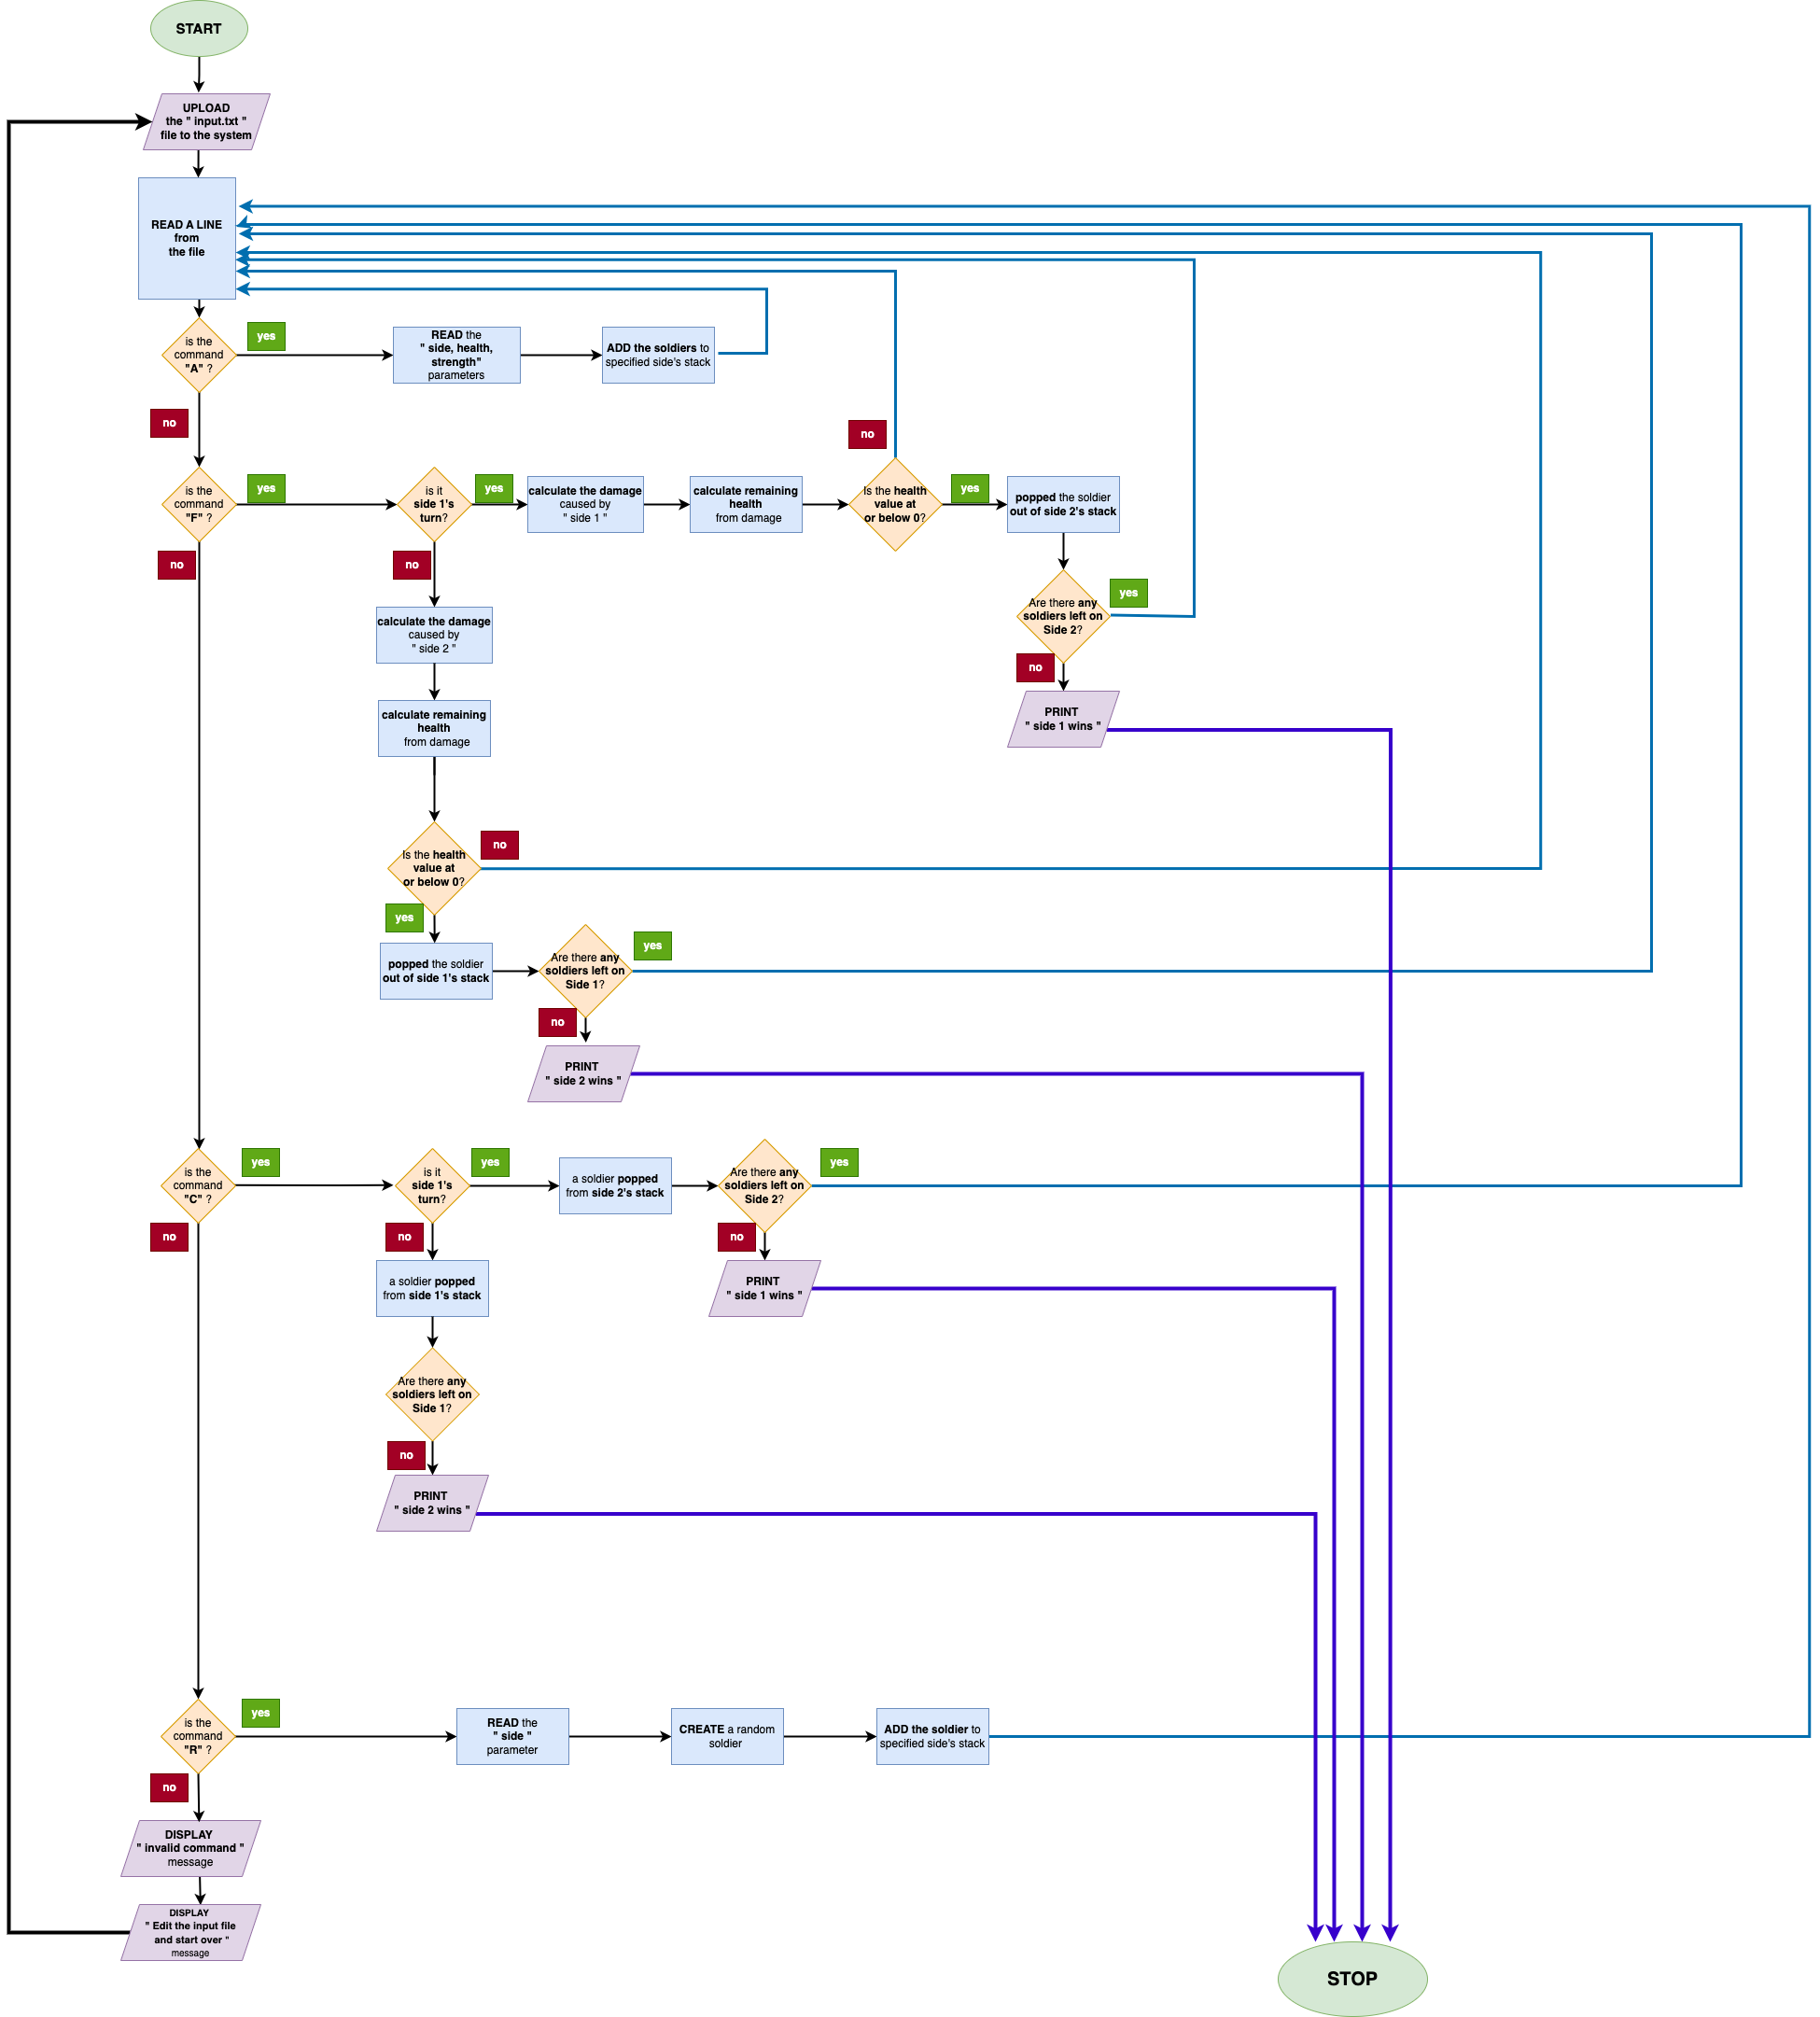 START
UPLOAD
the " input.txt "
file to the system
READ A LINE
from
the file
is the
command
"A" ?
yes
READ the
" side, health,
strength"
parameters
ADD the soldiers to
specified side's stack
no
is the
command
"F" ?
yes
is it
side 1's
turn?
yes
calculate the damage
caused by
" side 1 "
calculate remaining
health
from damage
no
Is the health
value at
or below 0?
yes
popped the soldier
out of side 2's stack
no
no
calculate the damage
caused by
" side 2 "
Are there any
soldiers left on
Side 2?
yes
no
PRINT
" side 1 wins "
calculate remaining
health
from damage
Is the health
value at
or below 0?
no
yes
popped the soldier
out of side 1's stack
Are there any
soldiers left on
Side 1?
yes
no
PRINT
" side 2 wins "
is the
command
"C" ?
yes
is it
side 1's
turn?
yes
a soldier popped
from side 2's stack
Are there any
soldiers left on
Side 2?
yes
no
no
no
a soldier popped
from side 1's stack
PRINT
" side 1 wins "
Are there any
soldiers left on
Side 1?
no
PRINT
" side 2 wins "
is the
command
"R" ?
yes
READ the
" side "
parameter
CREATE a random
soldier
ADD the soldier to
specified side's stack
no
DISPLAY
" invalid command "
message
DISPLAY
" Edit the input file
and start over "
message
STOP